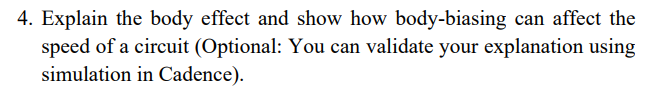 4. Explain the body effect and show how body-biasing can affect the
speed of a circuit (Optional: You can validate your explanation using
simulation in Cadence).